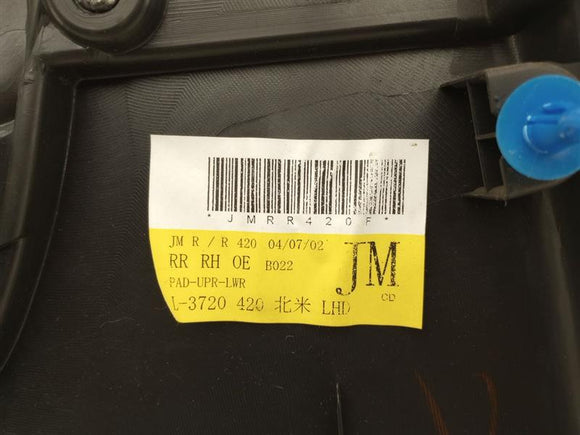 *JMRR420F*
JM R / R 420 04/07/02
RR RH OE B022
JM
CD
PAD-UPR-LWR
L-3720 420 北米 LHD